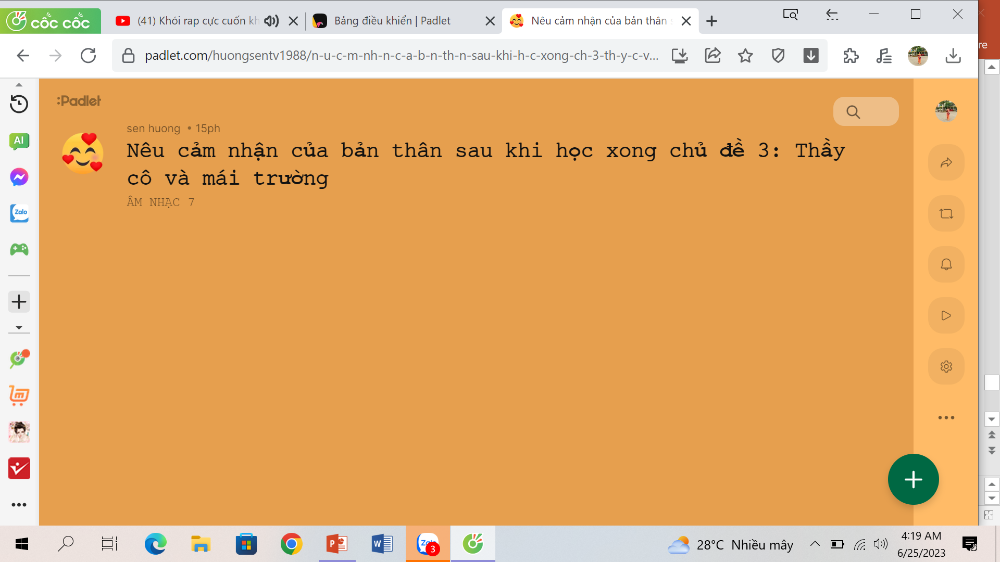 cốc cốc
(41) Khói rap cực cuốn kh
Bảng điều khiển | Padlet
Nêu cảm nhận của bản thân s
re
padlet.com/huongsentv1988/n-u-c-m-nh-n-c-a-b-n-th-n-sau-khi-h-c-xong-ch-3-th-y-c-v...
:Padlet
sen huong • 15ph
Nêu cảm nhận của bản thân sau khi học xong chủ đề 3: Thầy
cô và mái trường
ÂM NHẠC 7
AI
Zalo
28°C Nhiều mây
3
4:19 AM
6/25/2023